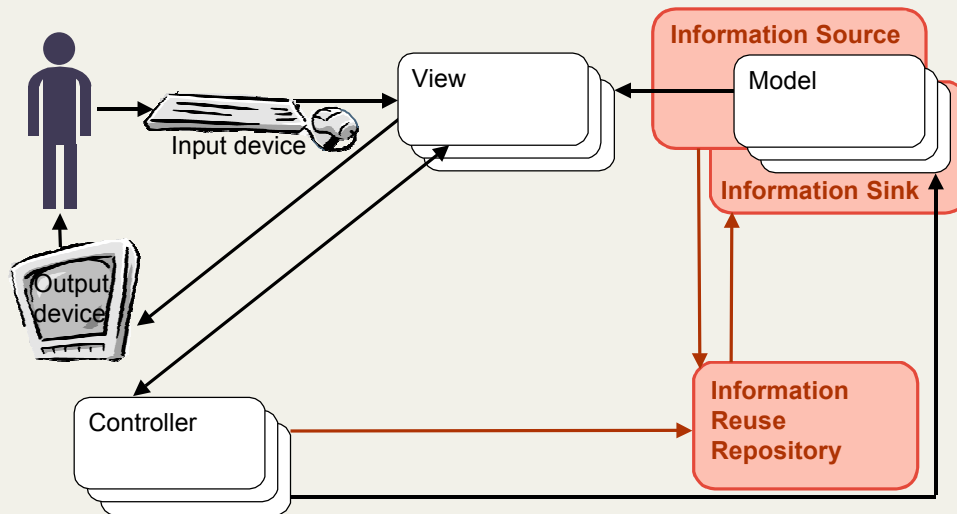 Information Source
View
Model
Input device
Information Sink
Output
device
Controller
Information
Reuse
Repository